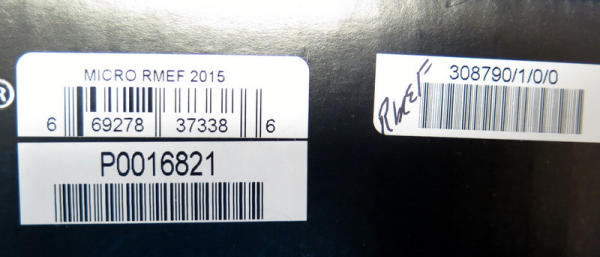 ®
MICRO RMEF 2015
6 69278 37338 6
P0016821
308790/1/0/0
RMEF